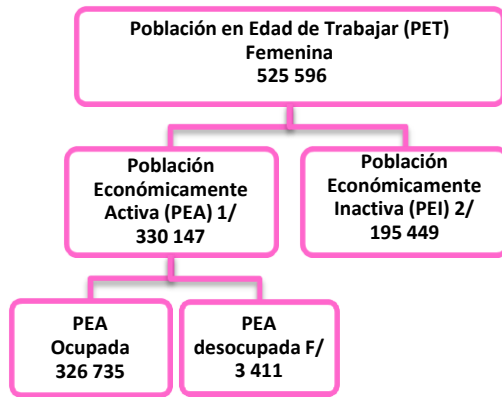 Población en Edad de Trabajar (PET)
Femenina
525 596
Población
Económicamente
Activa (PEA) 1/
330 147
Población
Económicamente
Inactiva (PEI) 2/
195 449
PEA
Ocupada
326 735
PEA
desocupada F/
3 411